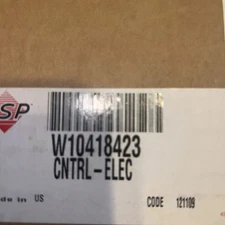 SP
W10418423
CNTRL-ELEC
de in US CODE 121109